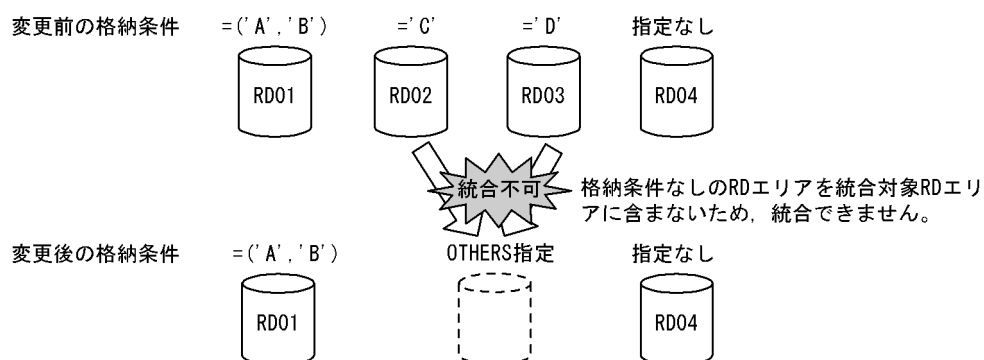 変更前の格納条件 =('A','B') ='C' ='D' 指定なし
RD01 RD02 RD03 RD04
統合不可
格納条件なしのRDエリアを統合対象RDエリ
アに含まないため，統合できません。
変更後の格納条件 =('A','B') OTHERS指定 指定なし
RD01 RD04